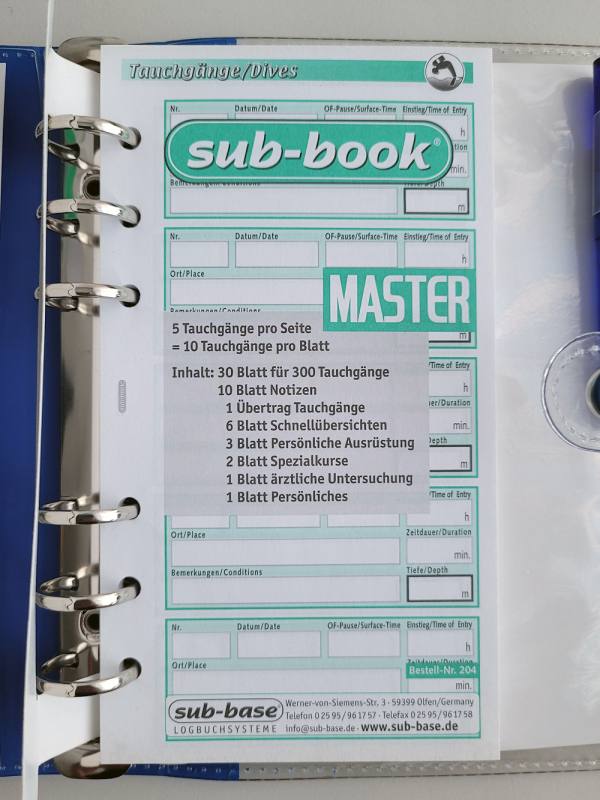 Tauchgänge/Dives
Nr. Datum/Date OF-Pause/Surface-Time Einstieg/Time of Entry
h
sub-book®
min.
Bemerkungen/Conditions Tiefe/Depth
m
Nr. Datum/Date OF-Pause/Surface-Time Einstieg/Time of Entry
h
Ort/Place
MASTER
Bemerkungen/Conditions
m
5 Tauchgänge pro Seite
= 10 Tauchgänge pro Blatt
/Time of Entry
Inhalt: 30 Blatt für 300 Tauchgänge
h
10 Blatt Notizen
1 Übertrag Tauchgänge
er/Duration
6 Blatt Schnellübersichten
min.
3 Blatt Persönliche Ausrüstung
epth
2 Blatt Spezialkurse
m
1 Blatt ärztliche Untersuchung
1 Blatt Persönliches
/Time of Entry
h
Ort/Place Zeitdauer/Duration
min.
Bemerkungen/Conditions Tiefe/Depth
m
Nr. Datum/Date OF-Pause/Surface-Time Einstieg/Time of Entry
h
Ort/Place Zeitdauer/Duration
Bestell-Nr. 204
min.
sub-base®
LOGBUCHSYSTEME
Werner-von-Siemens-Str. 3 · 59399 Olfen/Germany
Telefon 0 25 95 / 96 17 57 · Telefax 0 25 95 / 96 17 58
info@sub-base.de · www.sub-base.de